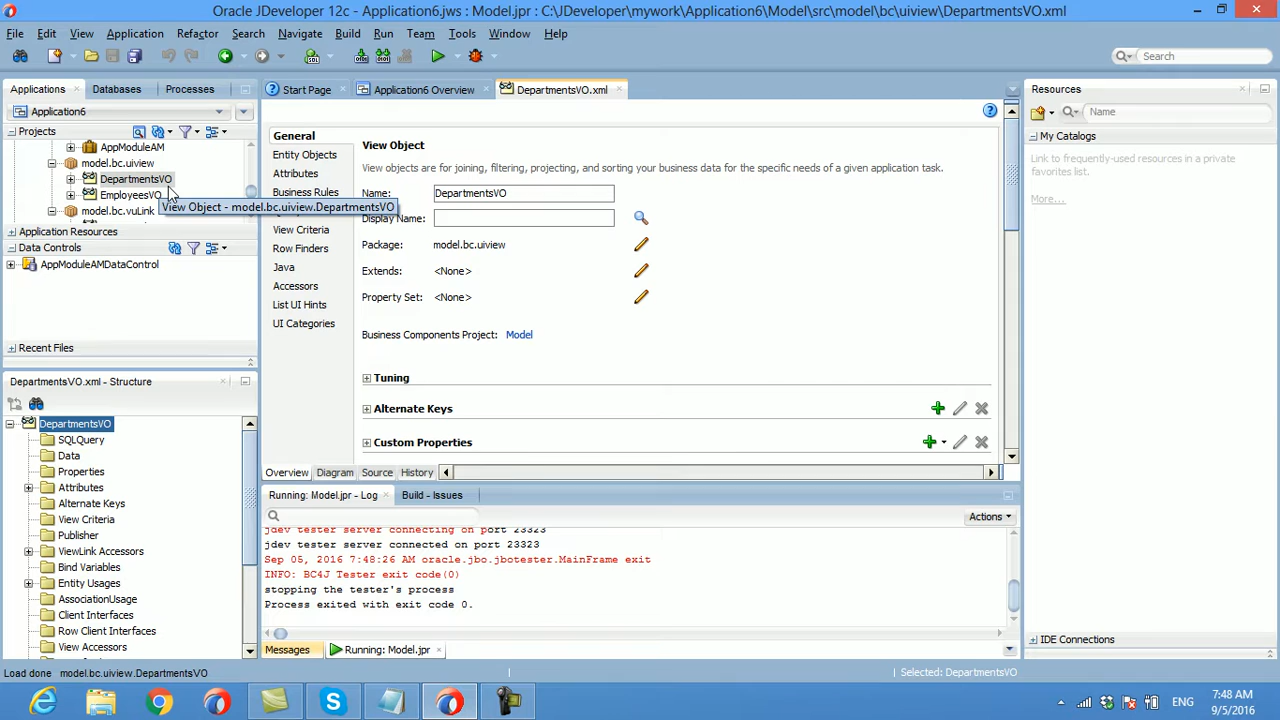 Oracle JDeveloper 12c - Application6.jws : Model.jpr : C:\JDeveloper\mywork\Application6\Model\src\model\bc\uiview\DepartmentsVO.xml
File Edit View Application Refactor Search Navigate Build Run Team Tools Window Help
Search
Applications Databases Processes
Application6
Projects
AppModuleAM
model.bc.uiview
DepartmentsVO
EmployeesVO
model.bc.vuLink
View Object - model.bc.uiview.DepartmentsVO
Application Resources
Data Controls
AppModuleAMDataControl
Recent Files
DepartmentsVO.xml - Structure
DepartmentsVO
SQLQuery
Data
Properties
Attributes
Alternate Keys
View Criteria
Publisher
ViewLink Accessors
Bind Variables
Entity Usages
AssociationUsage
Client Interfaces
Row Client Interfaces
View Accessors
Start Page Application6 Overview DepartmentsVO.xml
General
Entity Objects
Attributes
Business Rules
View Criteria
Row Finders
Java
Accessors
List UI Hints
UI Categories
View Object
View objects are for joining, filtering, projecting, and sorting your business data for the specific needs of a given application task.
Name: DepartmentsVO
Display Name:
Package: model.bc.uiview
Extends: <None>
Property Set: <None>
Business Components Project: Model
Tuning
Alternate Keys
Custom Properties
Overview Diagram Source History
Running: Model.jpr - Log Build - Issues
Actions
jdev tester server connecting on port 23323
jdev tester server connected on port 23323
Sep 05, 2016 7:48:26 AM oracle.jbo.jbotester.MainFrame exit
INFO: BC4J Tester exit code(0)
stopping the tester's process
Process exited with exit code 0.
Messages Running: Model.jpr
Resources
Name
My Catalogs
Link to frequently-used resources in a private
favorites list.
More...
IDE Connections
Load done model.bc.uiview.DepartmentsVO
Selected: DepartmentsVO
ENG
7:48 AM
9/5/2016